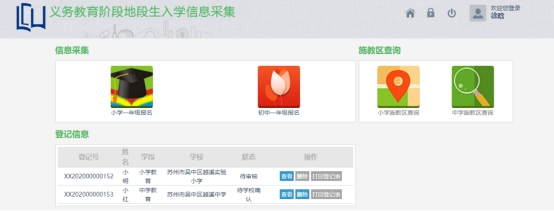 义务教育阶段地段生入学信息采集
欢迎您登录
徐晗
信息采集
施教区查询
小学一年级报名
初中一年级报名
小学施教区查询
中学施教区查询
登记信息
登记号 姓名 学段 学校 状态 操作
XX202000000152 小明 小学教育 苏州市吴中区越溪实验小学 待审核 查看 删除 打印登记表
XX202000000153 小红 中学教育 苏州市吴中区越溪中学 待学校确认 查看 删除 打印登记表